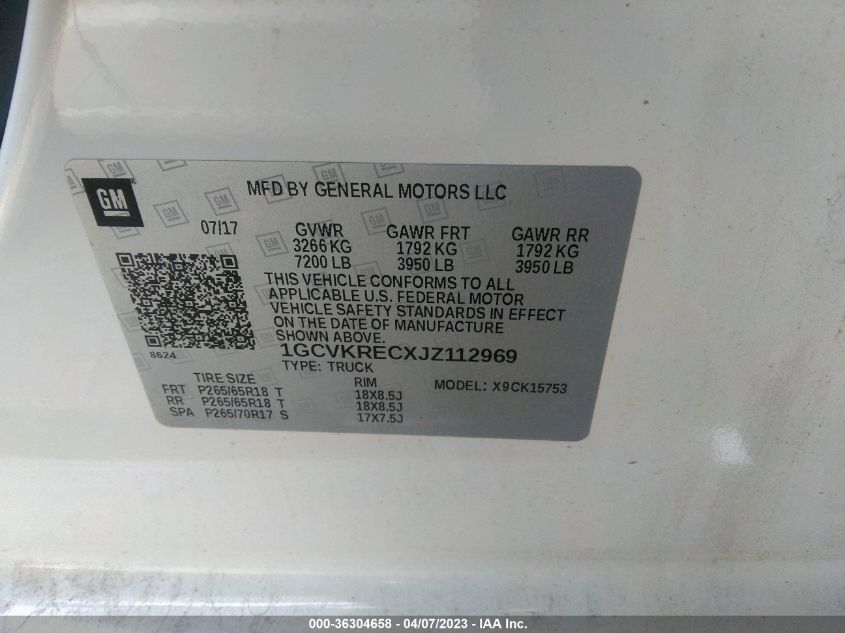 GM
MFD BY GENERAL MOTORS LLC
07/17 GVWR GAWR FRT GAWR RR
3266 KG 1792 KG 1792 KG
7200 LB 3950 LB 3950 LB
THIS VEHICLE CONFORMS TO ALL
APPLICABLE U.S. FEDERAL MOTOR
VEHICLE SAFETY STANDARDS IN EFFECT
ON THE DATE OF MANUFACTURE
SHOWN ABOVE.
8624
1GCVKRECXJZ112969
TYPE: TRUCK
TIRE SIZE RIM MODEL: X9CK15753
FRT P265/65R18 T 18X8.5J
RR P265/65R18 T 18X8.5J
SPA P265/70R17 S 17X7.5J
000-36304658 - 04/07/2023 - IAA Inc.